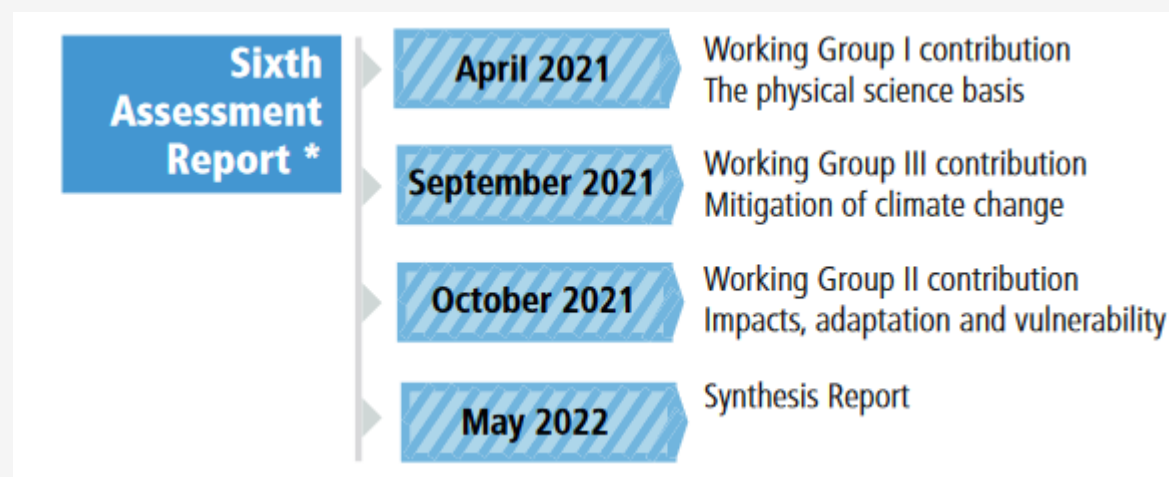 Sixth
Assessment
Report *
April 2021
Working Group I contribution
The physical science basis
September 2021
Working Group III contribution
Mitigation of climate change
October 2021
Working Group II contribution
Impacts, adaptation and vulnerability
May 2022
Synthesis Report